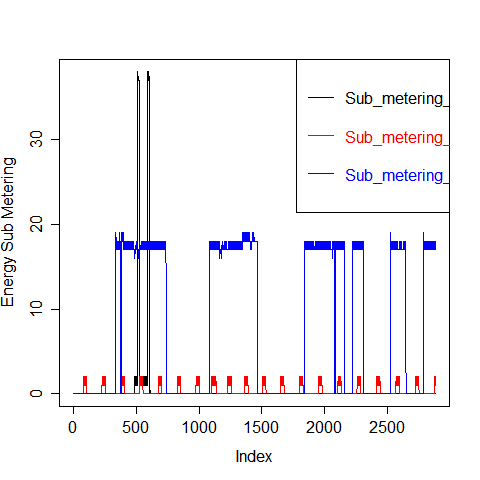 Sub_metering_
Sub_metering_
Sub_metering_
Energy Sub Metering
30
20
10
0
0 500 1000 1500 2000 2500
Index